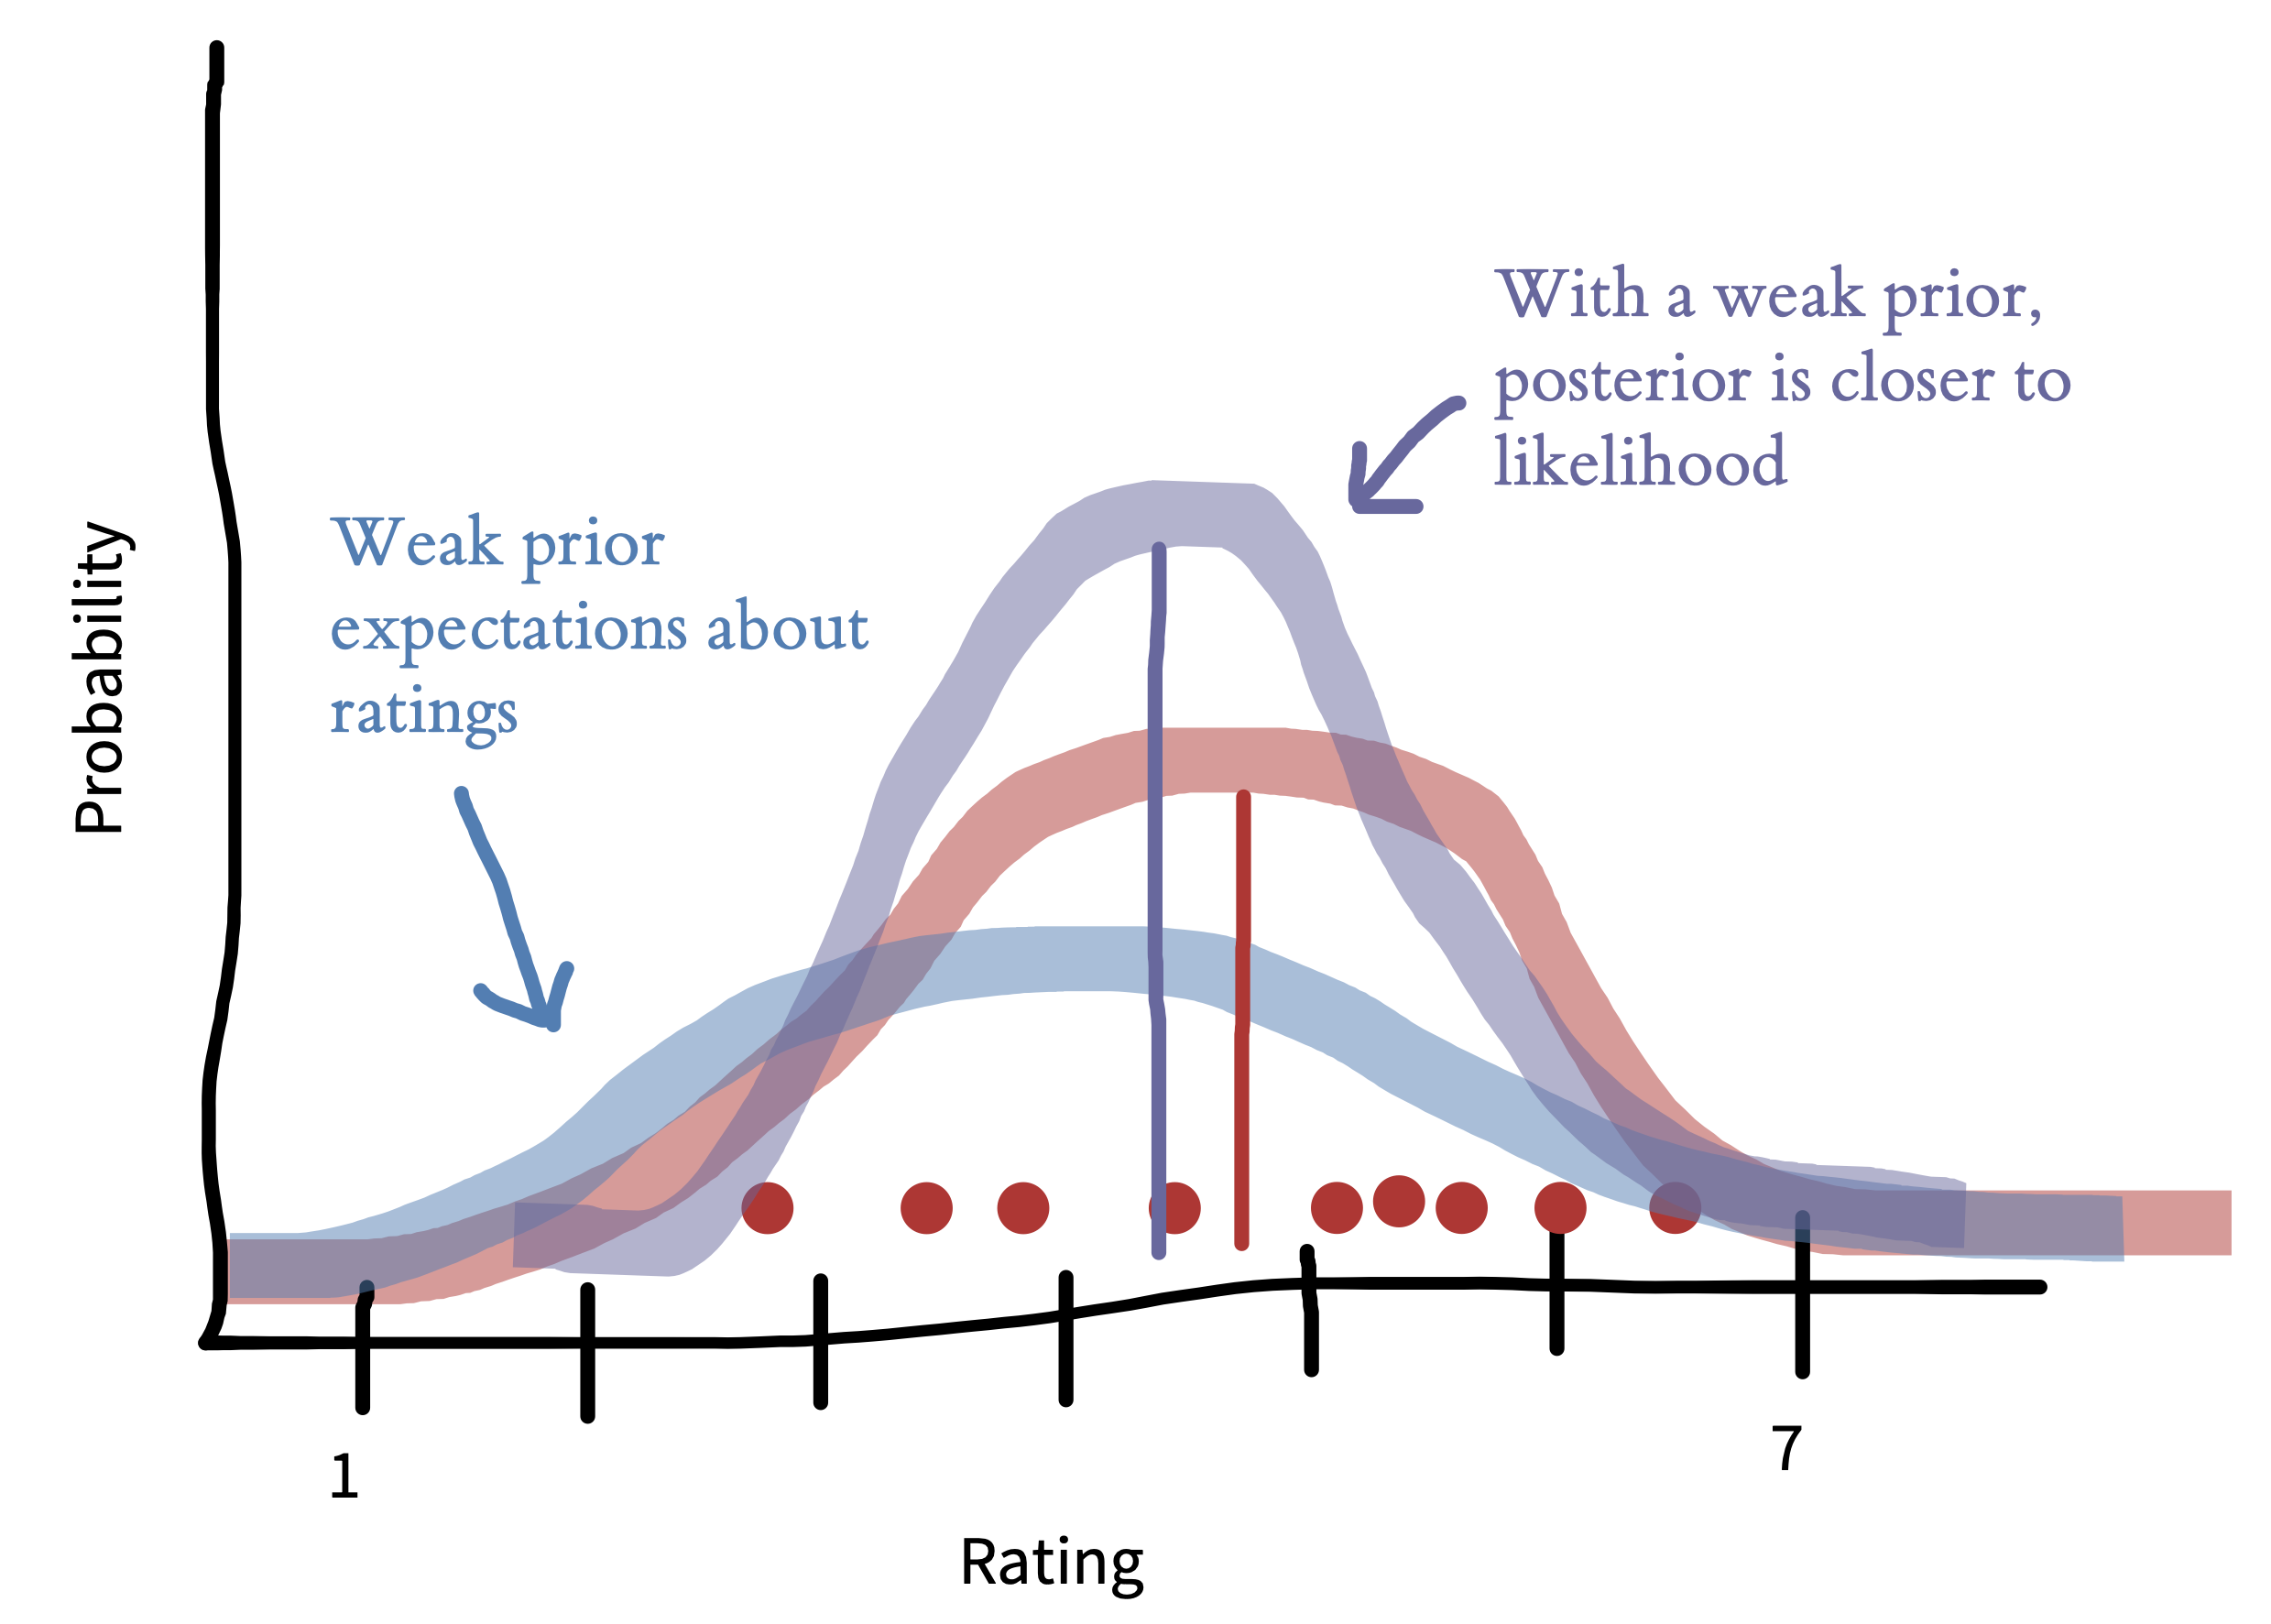 With a weak prior,
posterior is closer to
likelihood
Weak prior
expectations about
ratings
Probability
1
7
Rating